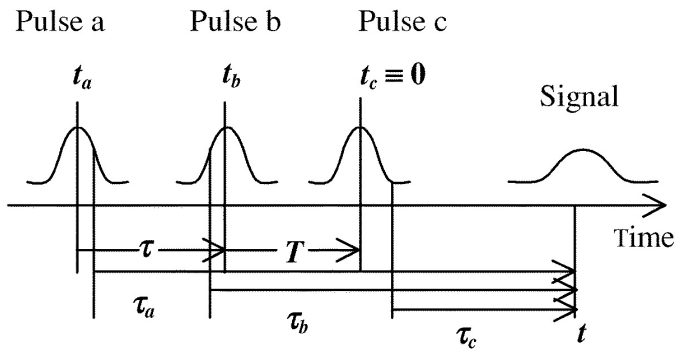 Pulse a Pulse b Pulse c
t_a t_b t_c ≡ 0
Signal
Time
τ T
τ_a τ_b τ_c t